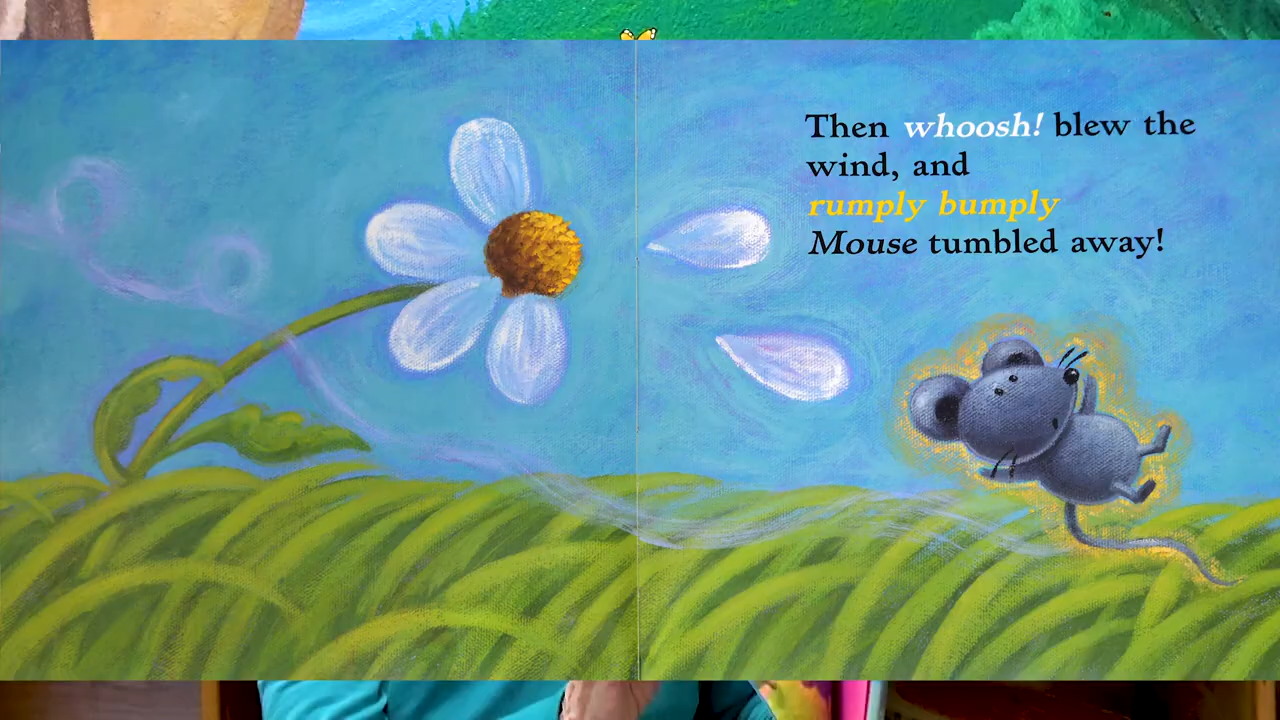 Then whoosh! blew the
wind, and
rumply bumply
Mouse tumbled away!